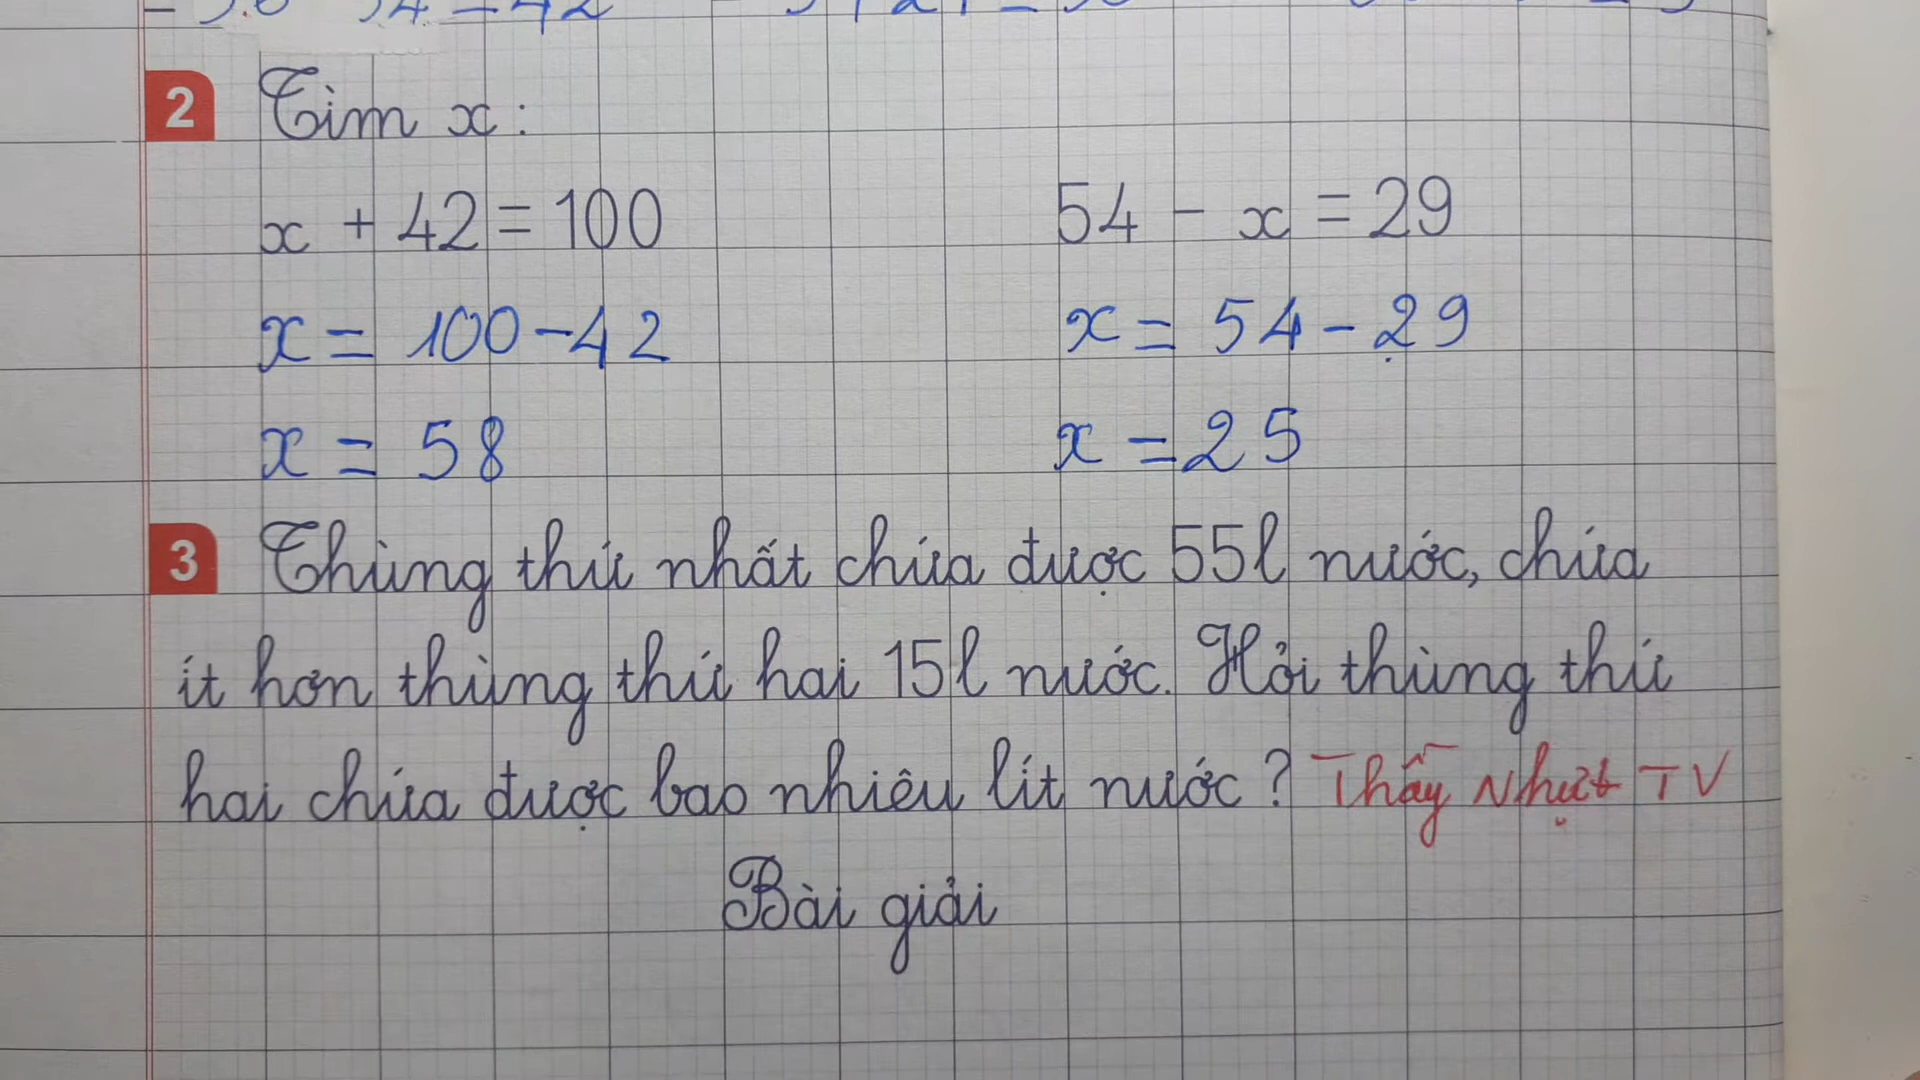 2 Tìm x:
x + 42 = 100 54 - x = 29
x = 100 - 42 x = 54 - 29
x = 58 x = 25
3 Thùng thứ nhất chứa được 55l nước, chứa
ít hơn thùng thứ hai 15l nước. Hỏi thùng thứ
hai chứa được bao nhiêu lít nước? Thầy Nhựt TV
Bài giải